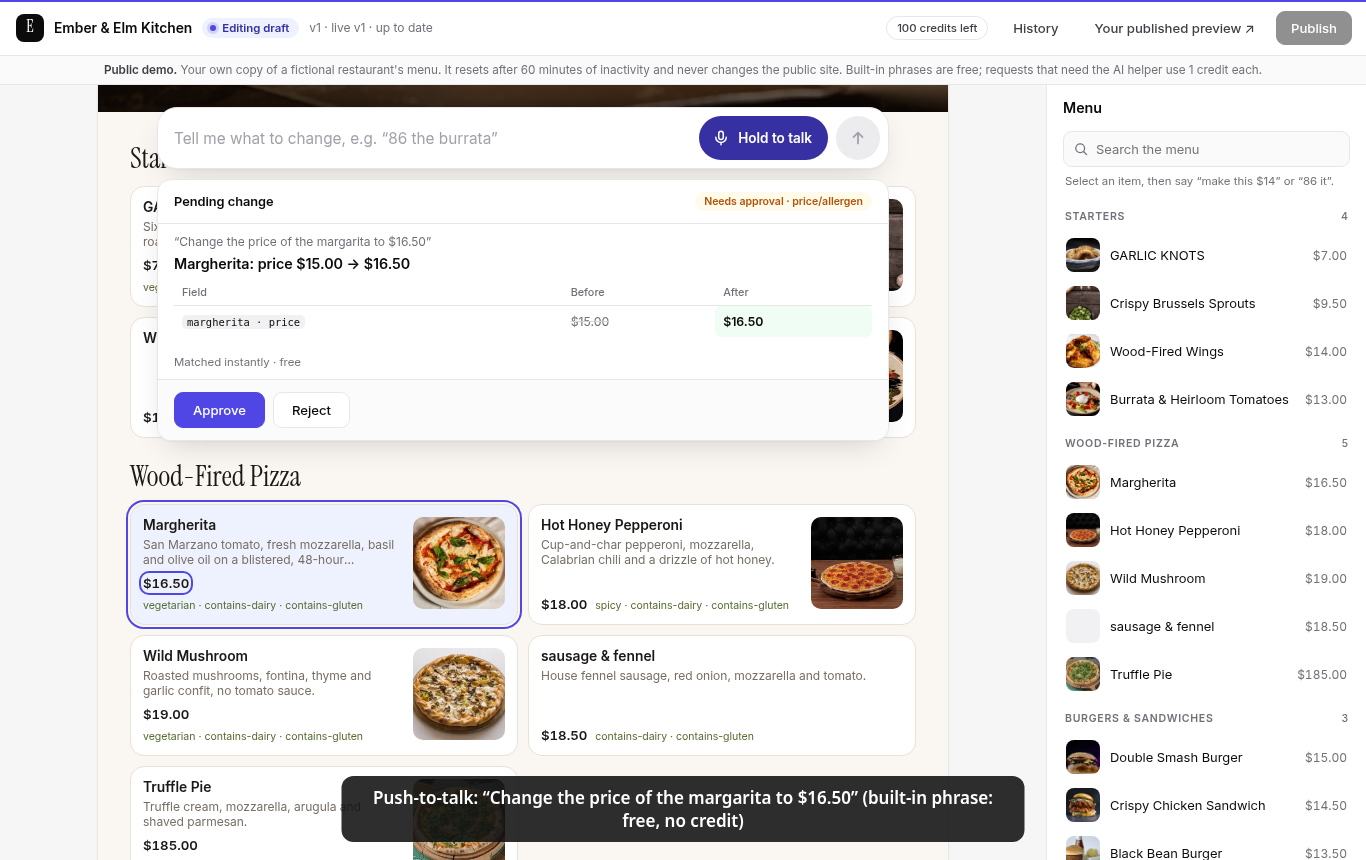 E
Ember & Elm Kitchen
Editing draft
v1 · live v1 · up to date
100 credits left
History
Your published preview ↗
Publish
Public demo. Your own copy of a fictional restaurant's menu. It resets after 60 minutes of inactivity and never changes the public site. Built-in phrases are free; requests that need the AI helper use 1 credit each.
Tell me what to change, e.g. “86 the burrata”
Hold to talk
Pending change
Needs approval · price/allergen
“Change the price of the margarita to $16.50”
Margherita: price $15.00 → $16.50
Field Before After
margherita · price $15.00 $16.50
Matched instantly · free
Approve
Reject
Wood-Fired Pizza
Margherita
San Marzano tomato, fresh mozzarella, basil
and olive oil on a blistered, 48-hour…
$16.50
vegetarian · contains-dairy · contains-gluten
Hot Honey Pepperoni
Cup-and-char pepperoni, mozzarella,
Calabrian chili and a drizzle of hot honey.
$18.00 spicy · contains-dairy · contains-gluten
Wild Mushroom
Roasted mushrooms, fontina, thyme and
garlic confit, no tomato sauce.
$19.00
vegetarian · contains-dairy · contains-gluten
sausage & fennel
House fennel sausage, red onion, mozzarella and tomato.
$18.50 contains-dairy · contains-gluten
Truffle Pie
Truffle cream, mozzarella, arugula and
shaved parmesan.
$185.00
Push-to-talk: “Change the price of the margarita to $16.50” (built-in phrase:
free, no credit)
Menu
Search the menu
Select an item, then say “make this $14” or “86 it”.
STARTERS 4
GARLIC KNOTS $7.00
Crispy Brussels Sprouts $9.50
Wood-Fired Wings $14.00
Burrata & Heirloom Tomatoes $13.00
WOOD-FIRED PIZZA 5
Margherita $16.50
Hot Honey Pepperoni $18.00
Wild Mushroom $19.00
sausage & fennel $18.50
Truffle Pie $185.00
BURGERS & SANDWICHES 3
Double Smash Burger $15.00
Crispy Chicken Sandwich $14.50
Black Bean Burger $13.50